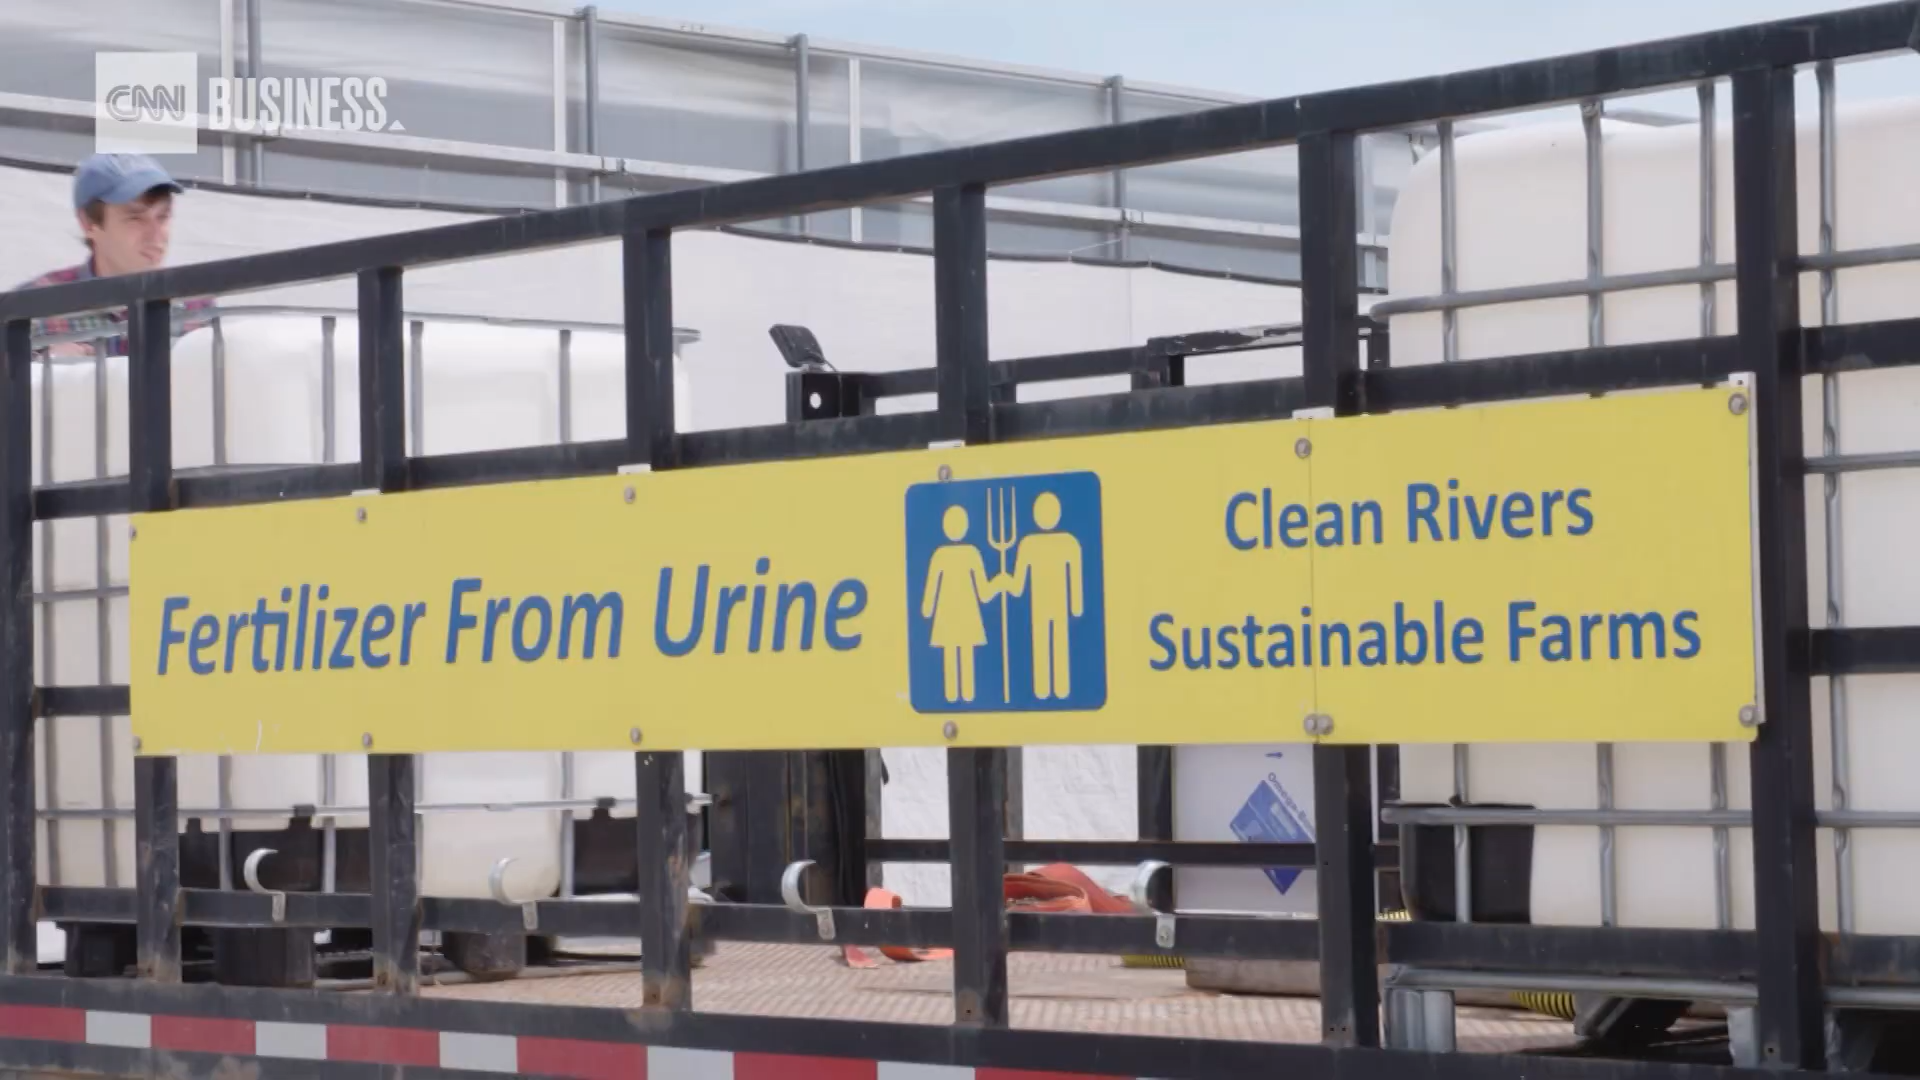 CNN BUSINESS
Fertilizer From Urine
Clean Rivers
Sustainable Farms